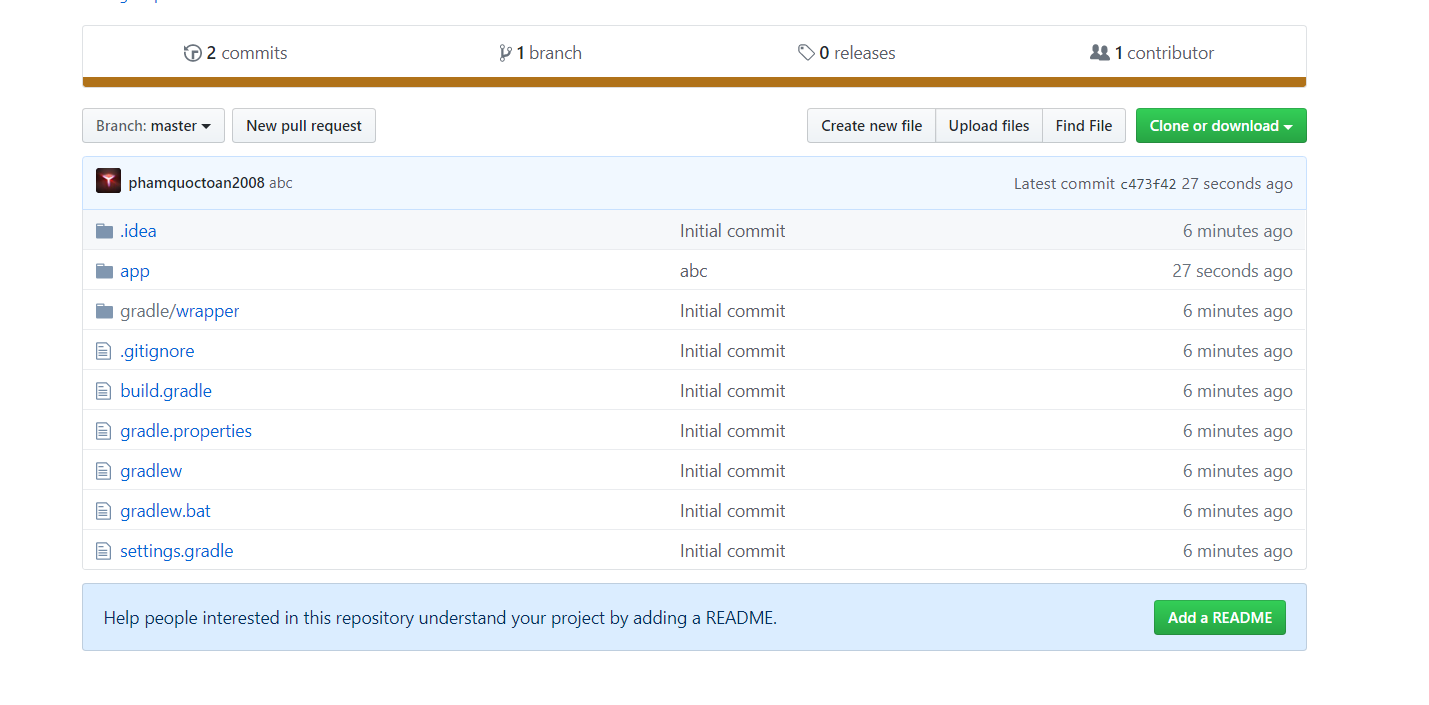 2 commits 1 branch 0 releases 1 contributor
Branch: master New pull request Create new file Upload files Find File Clone or download
phamquoctoan2008 abc Latest commit c473f42 27 seconds ago
.idea Initial commit 6 minutes ago
app abc 27 seconds ago
gradle/wrapper Initial commit 6 minutes ago
.gitignore Initial commit 6 minutes ago
build.gradle Initial commit 6 minutes ago
gradle.properties Initial commit 6 minutes ago
gradlew Initial commit 6 minutes ago
gradlew.bat Initial commit 6 minutes ago
settings.gradle Initial commit 6 minutes ago
Help people interested in this repository understand your project by adding a README. Add a README